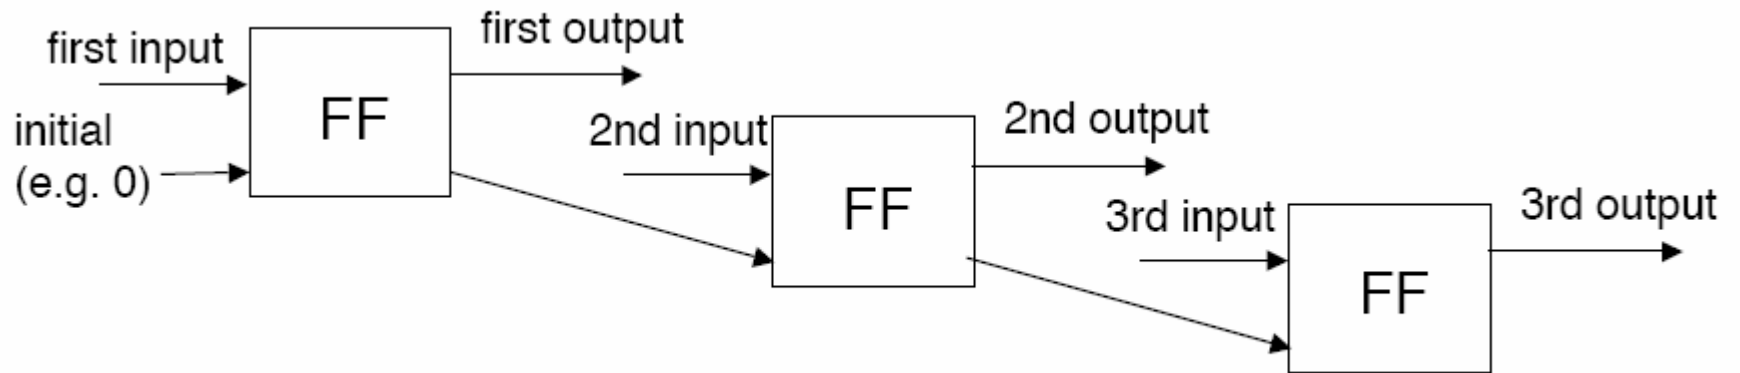 first input
first output
FF
initial
(e.g. 0)
2nd input
2nd output
FF
3rd input
3rd output
FF